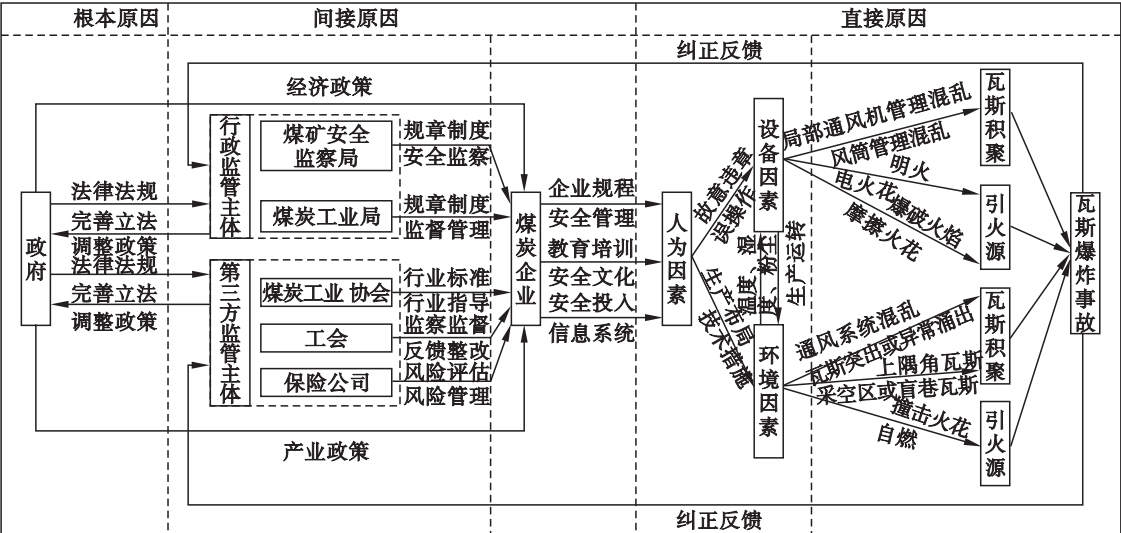 根本原因
间接原因
直接原因
纠正反馈
经济政策
政府
法律法规
完善立法
调整政策
法律法规
完善立法
调整政策
行政监管主体
煤矿安全
监察局
煤炭工业局
规章制度
安全监察
规章制度
监督管理
第三方监管主体
煤炭工业 协会
工会
保险公司
行业标准
行业指导
监察监督
反馈整改
风险评估
风险管理
产业政策
煤炭企业
企业规程
安全管理
教育培训
安全文化
安全投入
信息系统
人为因素
故意违章
误操作
生产布局
技术措施
设备因素
温度、湿
度、粉尘
生产运转
环境因素
局部通风机管理混乱
风筒管理混乱
明火
电火花爆破火焰
摩擦火花
通风系统混乱
瓦斯突出或异常涌出
上隅角瓦斯
采空区或盲巷瓦斯
撞击火花
自燃
瓦斯积聚
引火源
瓦斯积聚
引火源
瓦斯爆炸事故
纠正反馈